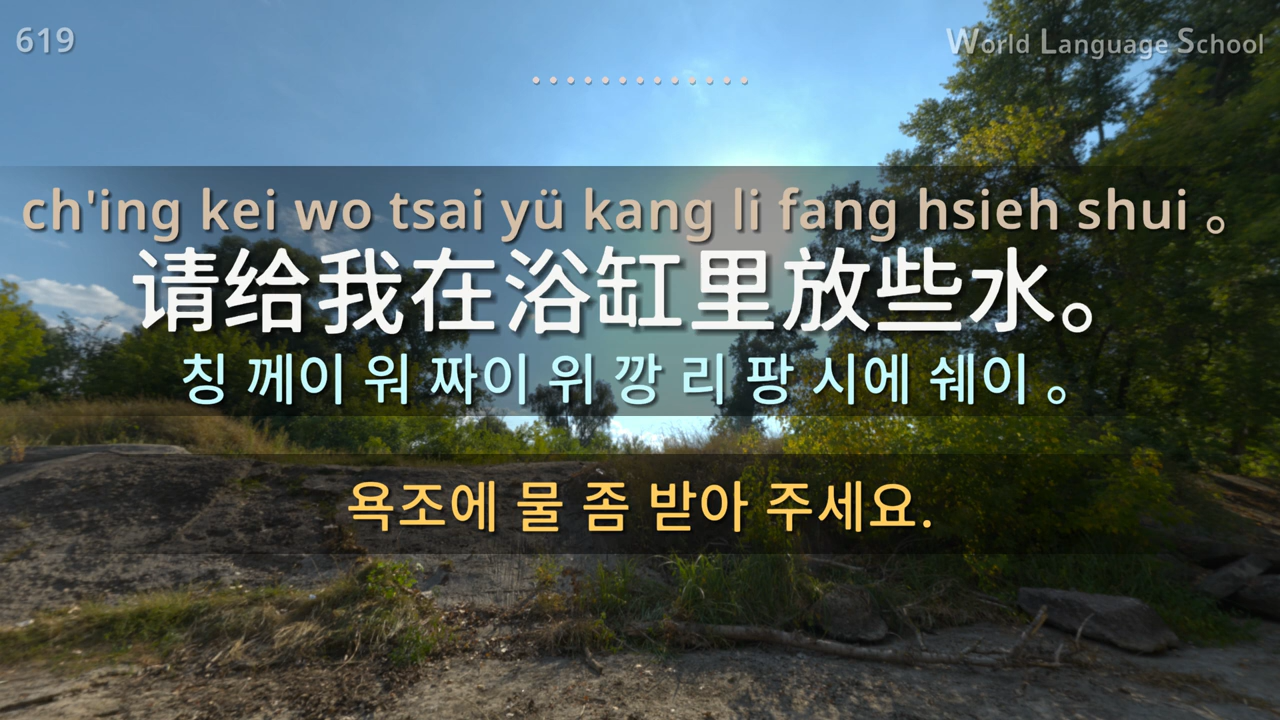 619
World Language School
ch'ing kei wo tsai yü kang li fang hsieh shui 。
请给我在浴缸里放些水。
칭 께이 워 짜이 위 깡 리 팡 시에 쉐이 。
욕조에 물 좀 받아 주세요.